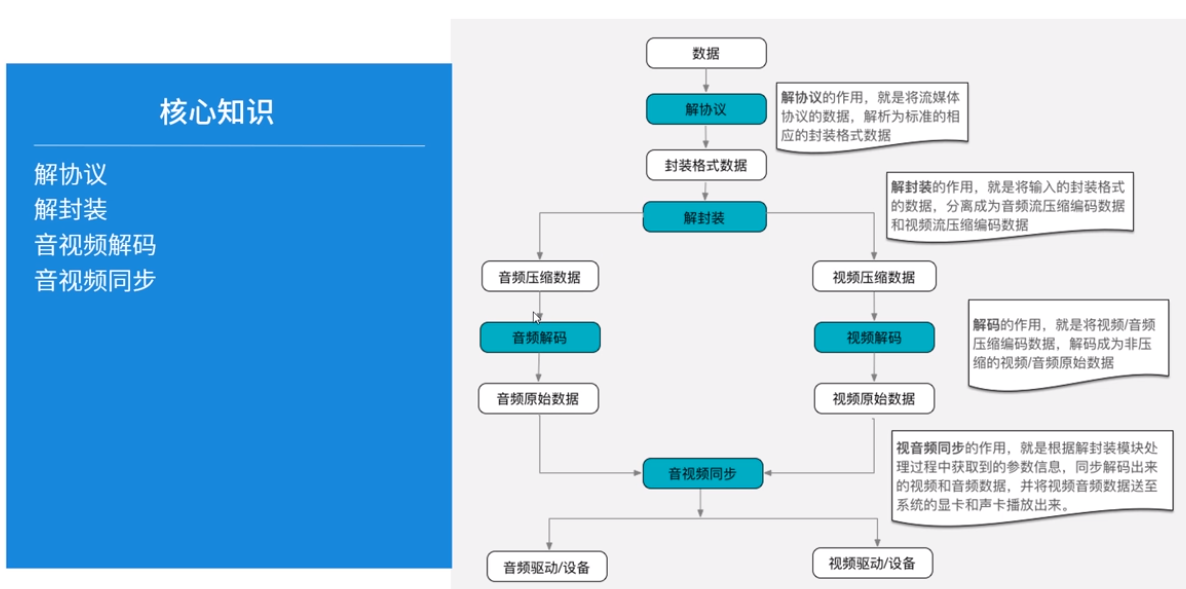 核心知识
解协议
解封装
音视频解码
音视频同步
数据
解协议
解协议的作用，就是将流媒体
协议的数据，解析为标准的相
应的封装格式数据
封装格式数据
解封装
解封装的作用，就是将输入的封装格式
的数据，分离成为音频流压缩编码数据
和视频流压缩编码数据
音频压缩数据
视频压缩数据
音频解码
视频解码
解码的作用，就是将视频/音频
压缩编码数据，解码成为非压
缩的视频/音频原始数据
音频原始数据
视频原始数据
音视频同步
视音频同步的作用，就是根据解封装模块处
理过程中获取到的参数信息，同步解码出来
的视频和音频数据，并将视频音频数据送至
系统的显卡和声卡播放出来。
音频驱动/设备
视频驱动/设备